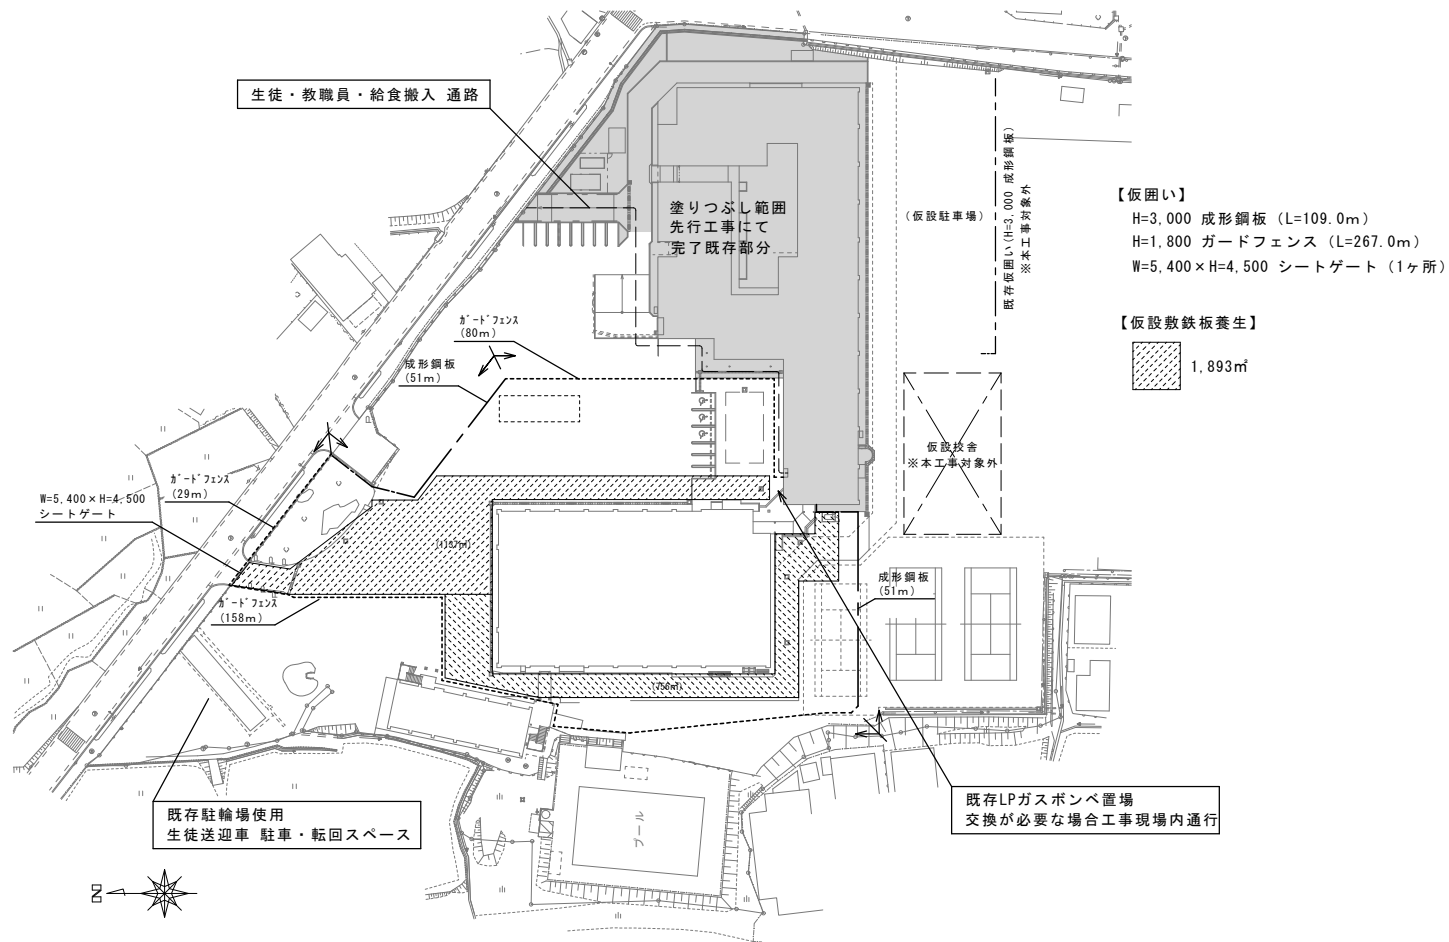 生徒・教職員・給食搬入 通路
塗りつぶし範囲
先行工事にて
完了既存部分
(仮設駐車場)
既存仮囲い(H=3,000 成形鋼板)
※本工事対象外
【仮囲い】
H=3,000 成形鋼板 (L=109.0m)
H=1,800 ガードフェンス (L=267.0m)
W=5,400×H=4,500 シートゲート (1ヶ所)
【仮設敷鉄板養生】
1,893㎡
ガードフェンス
(80m)
成形鋼板
(51m)
仮設校舎
※本工事対象外
ガードフェンス
(29m)
W=5,400×H=4,500
シートゲート
(1137㎡)
成形鋼板
(51m)
ガードフェンス
(158m)
(756㎡)
既存駐輪場使用
生徒送迎車 駐車・転回スペース
プール
既存LPガスボンベ置場
交換が必要な場合工事現場内通行
N